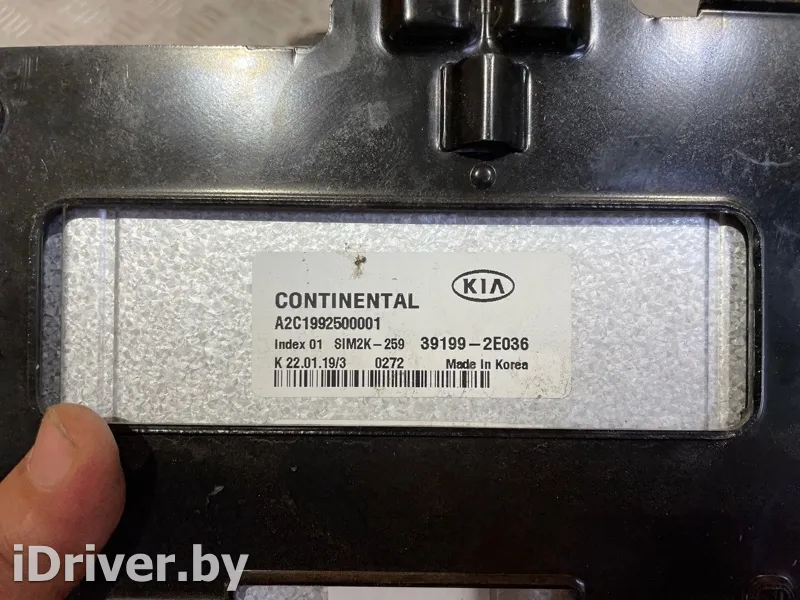 KIA
CONTINENTAL
A2C1992500001
Index 01 SIM2K-259 39199-2E036
K 22.01.19/3 0272 Made In Korea
iDriver.by